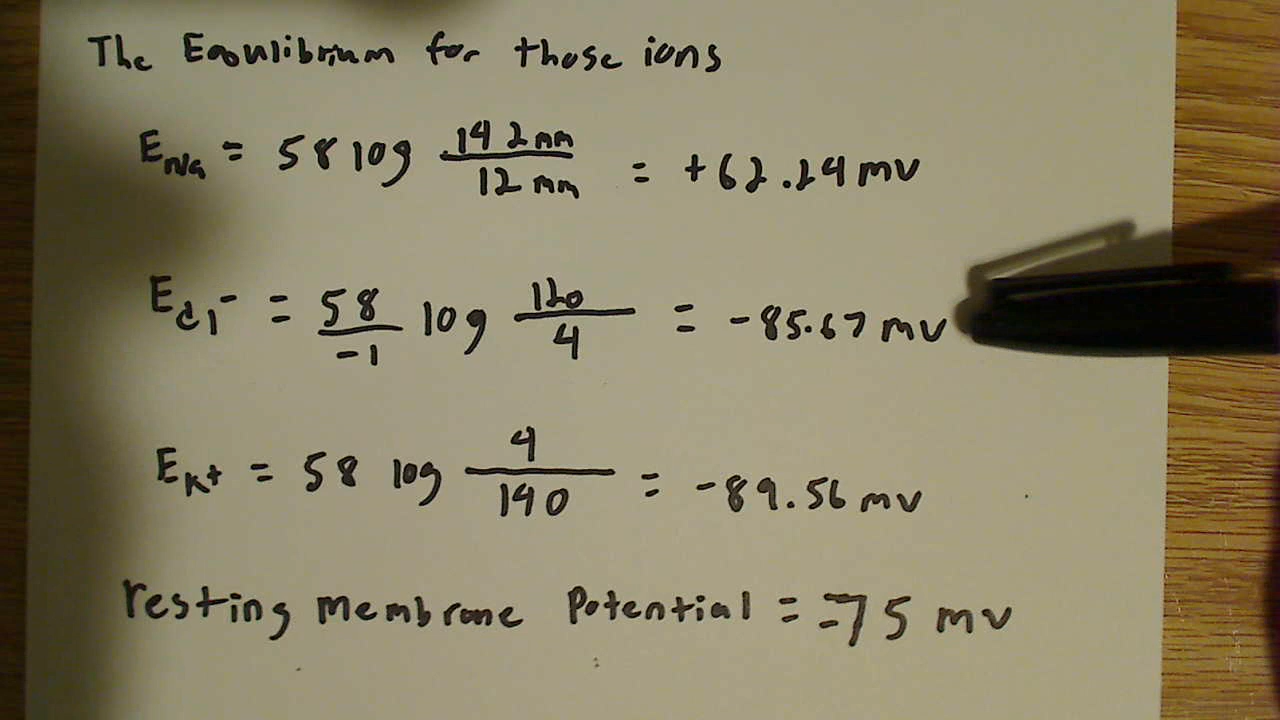 The Equilibrium for those ions
ENa = 58 log 142mm / 12mm = +62.24mv
ECl- = 58 / -1 log 120 / 4 = -85.67mv
EK+ = 58 log 4 / 140 = -89.56mv
resting membrane Potential = -75 mv